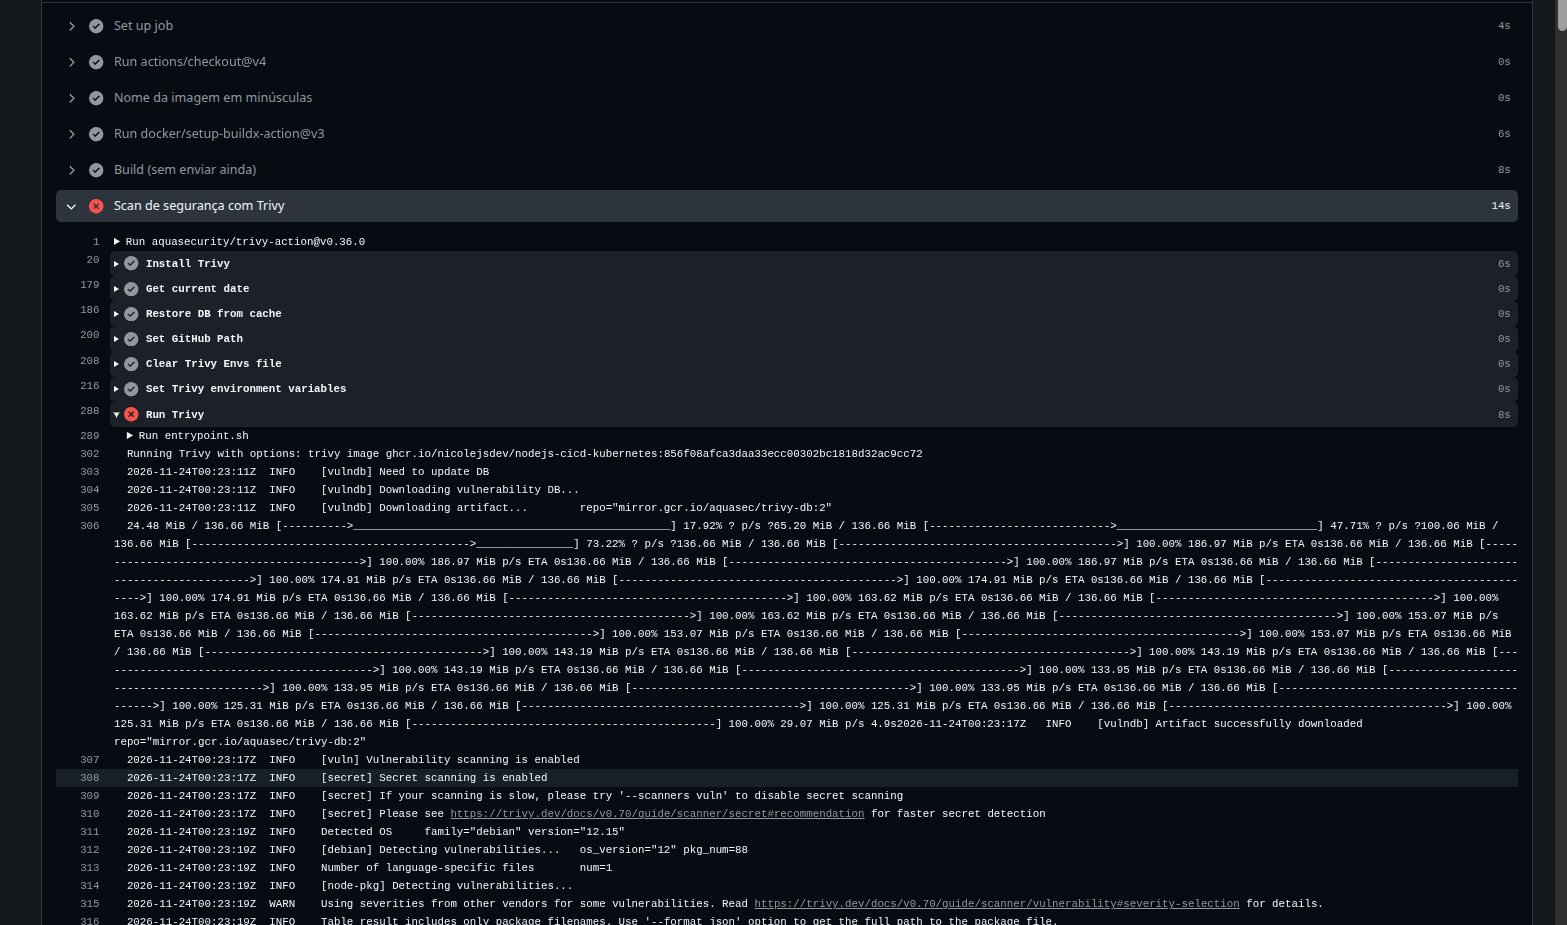 Set up job 4s
Run actions/checkout@v4 0s
Nome da imagem em minúsculas 0s
Run docker/setup-buildx-action@v3 6s
Build (sem enviar ainda) 8s
Scan de segurança com Trivy 14s
1 Run aquasecurity/trivy-action@v0.36.0
20 Install Trivy 6s
179 Get current date 0s
186 Restore DB from cache 0s
200 Set GitHub Path 0s
208 Clear Trivy Envs file 0s
216 Set Trivy environment variables 0s
288 Run Trivy 8s
289 Run entrypoint.sh
302 Running Trivy with options: trivy image ghcr.io/nicolejsdev/nodejs-cicd-kubernetes:856f08afca3daa33ecc00302bc1818d32ac9cc72
303 2026-11-24T00:23:11Z INFO [vulndb] Need to update DB
304 2026-11-24T00:23:11Z INFO [vulndb] Downloading vulnerability DB...
305 2026-11-24T00:23:11Z INFO [vulndb] Downloading artifact... repo="mirror.gcr.io/aquasec/trivy-db:2"
306 24.48 MiB / 136.66 MiB [---------->_________________________________________________] 17.92% ? p/s ?65.20 MiB / 136.66 MiB [---------------------------->_______________________________] 47.71% ? p/s ?100.06 MiB /
136.66 MiB [------------------------------------------->_______________] 73.22% ? p/s ?136.66 MiB / 136.66 MiB [------------------------------------------->] 100.00% 186.97 MiB p/s ETA 0s136.66 MiB / 136.66 MiB [-----
-------------------------------------->] 100.00% 186.97 MiB p/s ETA 0s136.66 MiB / 136.66 MiB [------------------------------------------->] 100.00% 186.97 MiB p/s ETA 0s136.66 MiB / 136.66 MiB [----------------------
--------------------->] 100.00% 174.91 MiB p/s ETA 0s136.66 MiB / 136.66 MiB [------------------------------------------->] 100.00% 174.91 MiB p/s ETA 0s136.66 MiB / 136.66 MiB [---------------------------------------
---->] 100.00% 174.91 MiB p/s ETA 0s136.66 MiB / 136.66 MiB [------------------------------------------->] 100.00% 163.62 MiB p/s ETA 0s136.66 MiB / 136.66 MiB [------------------------------------------->] 100.00%
163.62 MiB p/s ETA 0s136.66 MiB / 136.66 MiB [------------------------------------------->] 100.00% 163.62 MiB p/s ETA 0s136.66 MiB / 136.66 MiB [------------------------------------------->] 100.00% 153.07 MiB p/s
ETA 0s136.66 MiB / 136.66 MiB [------------------------------------------->] 100.00% 153.07 MiB p/s ETA 0s136.66 MiB / 136.66 MiB [------------------------------------------->] 100.00% 153.07 MiB p/s ETA 0s136.66 MiB
/ 136.66 MiB [------------------------------------------->] 100.00% 143.19 MiB p/s ETA 0s136.66 MiB / 136.66 MiB [------------------------------------------->] 100.00% 143.19 MiB p/s ETA 0s136.66 MiB / 136.66 MiB [---
---------------------------------------->] 100.00% 143.19 MiB p/s ETA 0s136.66 MiB / 136.66 MiB [------------------------------------------->] 100.00% 133.95 MiB p/s ETA 0s136.66 MiB / 136.66 MiB [--------------------
----------------------->] 100.00% 133.95 MiB p/s ETA 0s136.66 MiB / 136.66 MiB [------------------------------------------->] 100.00% 133.95 MiB p/s ETA 0s136.66 MiB / 136.66 MiB [-------------------------------------
------>] 100.00% 125.31 MiB p/s ETA 0s136.66 MiB / 136.66 MiB [------------------------------------------->] 100.00% 125.31 MiB p/s ETA 0s136.66 MiB / 136.66 MiB [------------------------------------------->] 100.00%
125.31 MiB p/s ETA 0s136.66 MiB / 136.66 MiB [-----------------------------------------------] 100.00% 29.07 MiB p/s 4.9s2026-11-24T00:23:17Z INFO [vulndb] Artifact successfully downloaded
repo="mirror.gcr.io/aquasec/trivy-db:2"
307 2026-11-24T00:23:17Z INFO [vuln] Vulnerability scanning is enabled
308 2026-11-24T00:23:17Z INFO [secret] Secret scanning is enabled
309 2026-11-24T00:23:17Z INFO [secret] If your scanning is slow, please try '--scanners vuln' to disable secret scanning
310 2026-11-24T00:23:17Z INFO [secret] Please see https://trivy.dev/docs/v0.70/guide/scanner/secret#recommendation for faster secret detection
311 2026-11-24T00:23:19Z INFO Detected OS family="debian" version="12.15"
312 2026-11-24T00:23:19Z INFO [debian] Detecting vulnerabilities... os_version="12" pkg_num=88
313 2026-11-24T00:23:19Z INFO Number of language-specific files num=1
314 2026-11-24T00:23:19Z INFO [node-pkg] Detecting vulnerabilities...
315 2026-11-24T00:23:19Z WARN Using severities from other vendors for some vulnerabilities. Read https://trivy.dev/docs/v0.70/guide/scanner/vulnerability#severity-selection for details.
316 2026-11-24T00:23:19Z INFO Table result includes only package filenames. Use '--format json' option to get the full path to the package file.